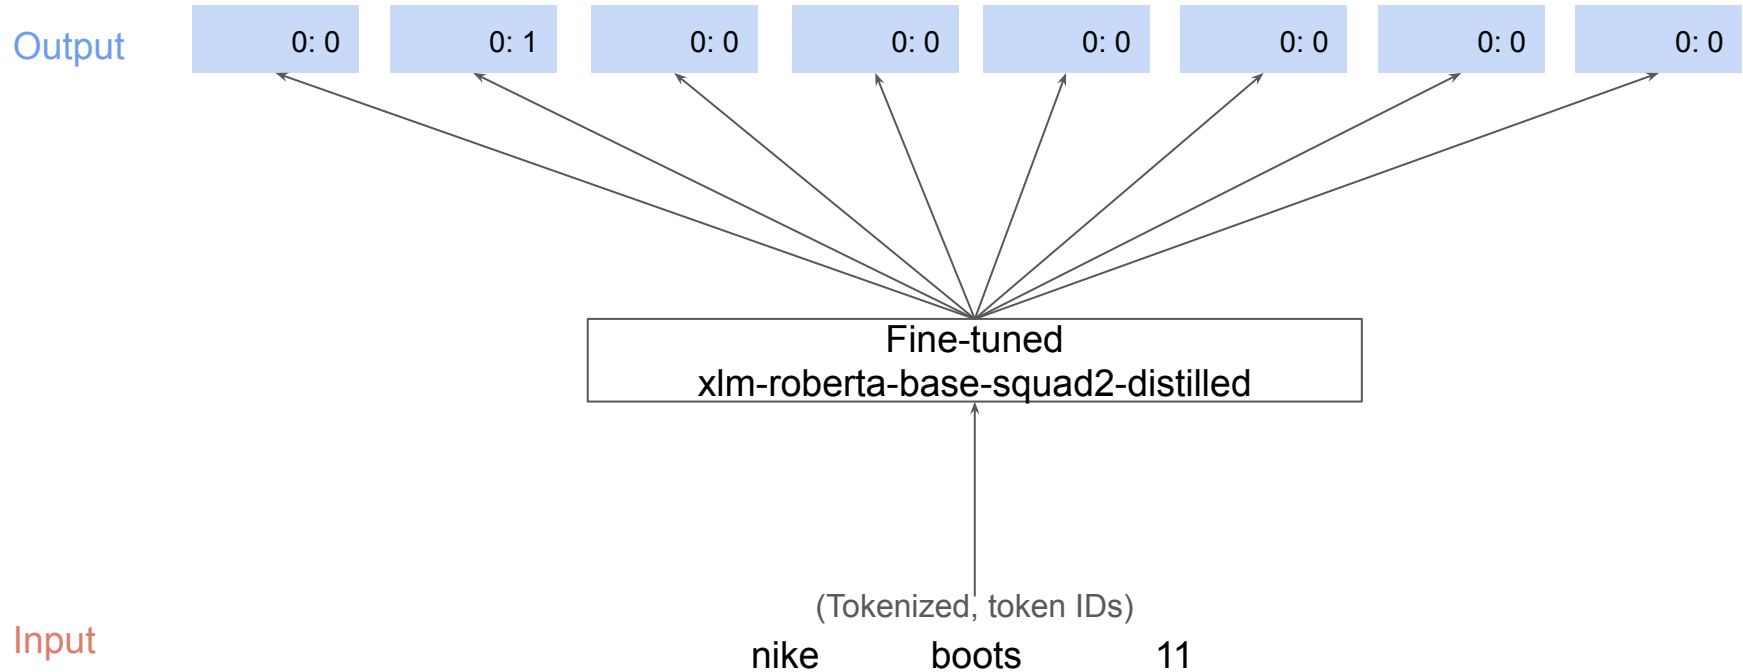 Output 0: 0 0: 1 0: 0 0: 0 0: 0 0: 0 0: 0 0: 0
Fine-tuned
xlm-roberta-base-squad2-distilled
(Tokenized, token IDs)
Input nike boots 11